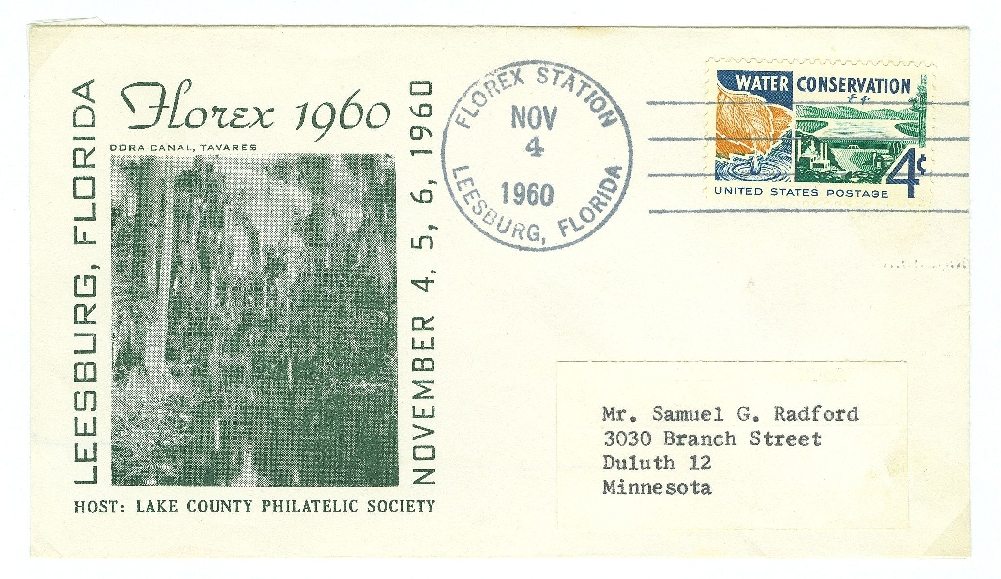 LEESBURG, FLORIDA
Florex 1960
DORA CANAL, TAVARES
NOVEMBER 4, 5, 6, 1960
HOST: LAKE COUNTY PHILATELIC SOCIETY
FLOREX STATION
NOV
4
1960
LEESBURG, FLORIDA
WATER CONSERVATION
4¢
UNITED STATES POSTAGE
Mr. Samuel G. Radford
3030 Branch Street
Duluth 12
Minnesota